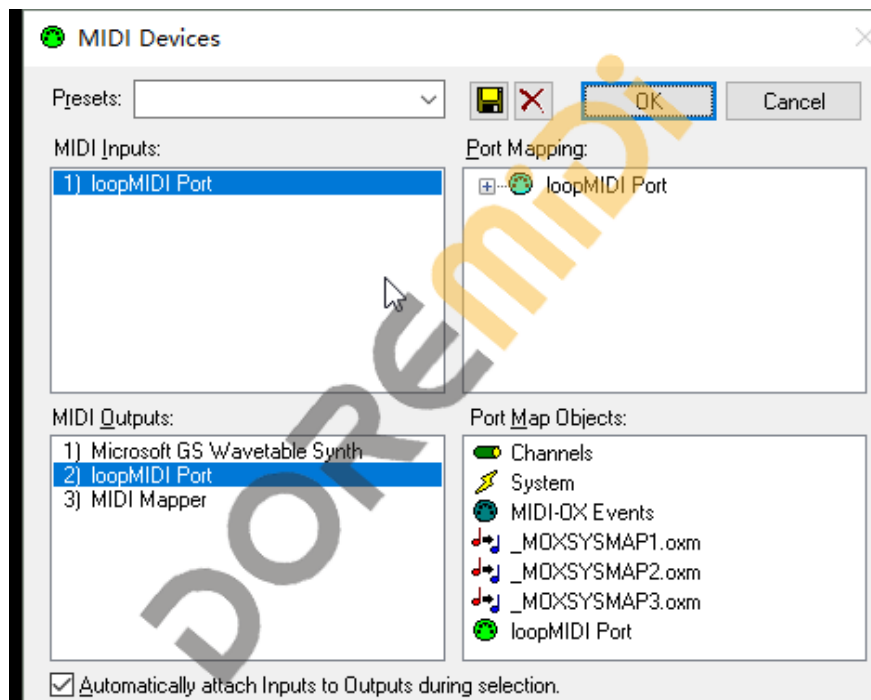 MIDI Devices
Presets:
OK
Cancel
MIDI Inputs:
1) loopMIDI Port
Port Mapping:
loopMIDI Port
MIDI Outputs:
1) Microsoft GS Wavetable Synth
2) loopMIDI Port
3) MIDI Mapper
Port Map Objects:
Channels
System
MIDI-OX Events
_MOXSYSMAP1.oxm
_MOXSYSMAP2.oxm
_MOXSYSMAP3.oxm
loopMIDI Port
Automatically attach Inputs to Outputs during selection.
DOREMiDi